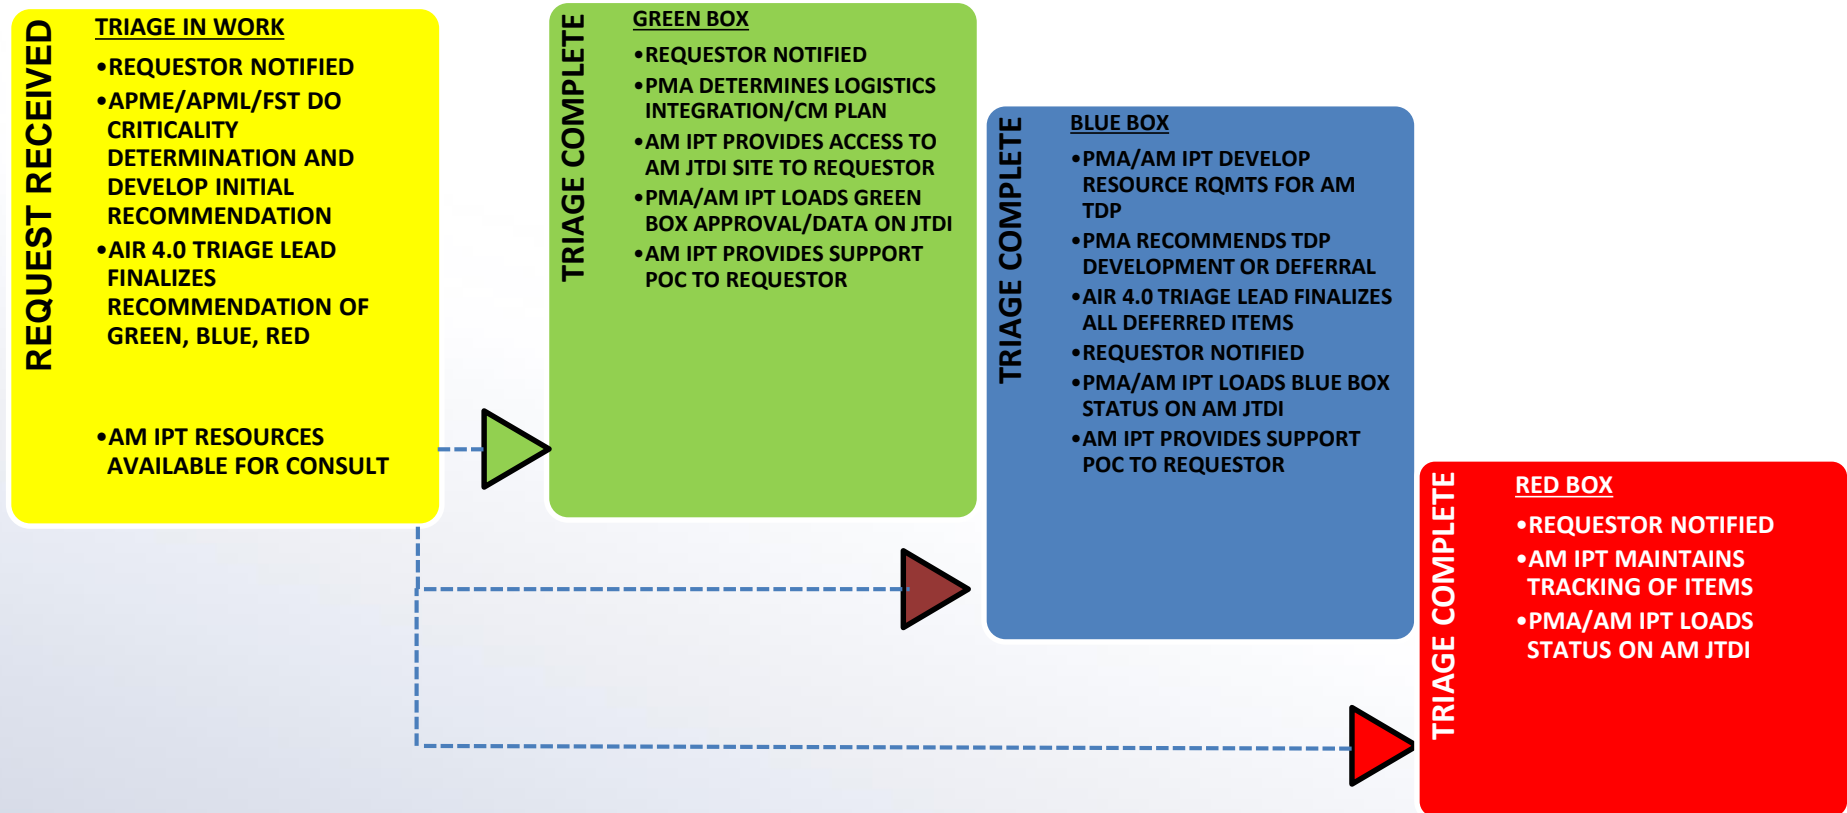 REQUEST RECEIVED
TRIAGE IN WORK
•REQUESTOR NOTIFIED
•APME/APML/FST DO
CRITICALITY
DETERMINATION AND
DEVELOP INITIAL
RECOMMENDATION
•AIR 4.0 TRIAGE LEAD
FINALIZES
RECOMMENDATION OF
GREEN, BLUE, RED
•AM IPT RESOURCES
AVAILABLE FOR CONSULT
TRIAGE COMPLETE
GREEN BOX
•REQUESTOR NOTIFIED
•PMA DETERMINES LOGISTICS
INTEGRATION/CM PLAN
•AM IPT PROVIDES ACCESS TO
AM JTDI SITE TO REQUESTOR
•PMA/AM IPT LOADS GREEN
BOX APPROVAL/DATA ON JTDI
•AM IPT PROVIDES SUPPORT
POC TO REQUESTOR
TRIAGE COMPLETE
BLUE BOX
•PMA/AM IPT DEVELOP
RESOURCE RQMTS FOR AM
TDP
•PMA RECOMMENDS TDP
DEVELOPMENT OR DEFERRAL
•AIR 4.0 TRIAGE LEAD FINALIZES
ALL DEFERRED ITEMS
•REQUESTOR NOTIFIED
•PMA/AM IPT LOADS BLUE BOX
STATUS ON AM JTDI
•AM IPT PROVIDES SUPPORT
POC TO REQUESTOR
TRIAGE COMPLETE
RED BOX
•REQUESTOR NOTIFIED
•AM IPT MAINTAINS
TRACKING OF ITEMS
•PMA/AM IPT LOADS
STATUS ON AM JTDI